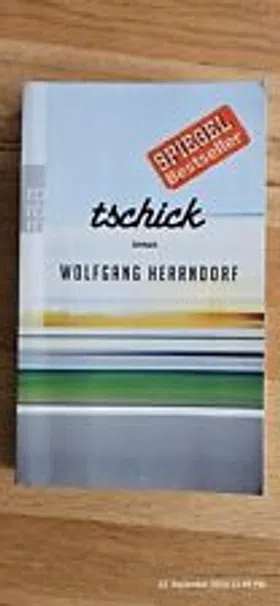 SPIEGEL
Bestseller
tschick
roman
WOLFGANG HERRNDORF